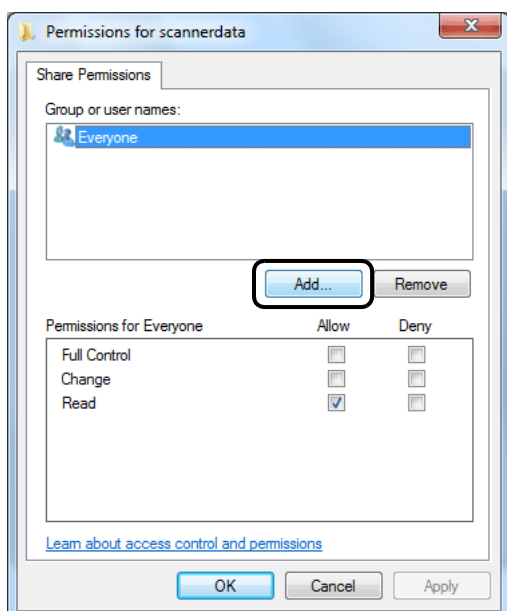 Permissions for scannerdata
Share Permissions
Group or user names:
Everyone
Add... Remove
Permissions for Everyone Allow Deny
Full Control
Change
Read
Learn about access control and permissions
OK Cancel Apply